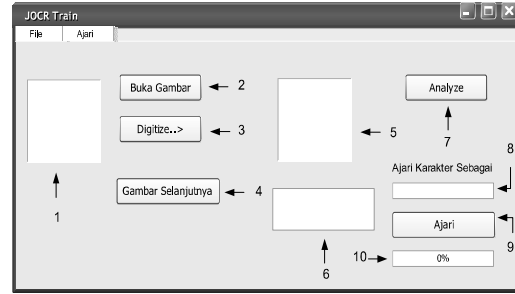 JOCR Train
File Ajari
Buka Gambar 2
Digitize..> 3
Gambar Selanjutnya 4
1
5
6
Analyze
7
8
Ajari Karakter Sebagai
Ajari
9
10 0%